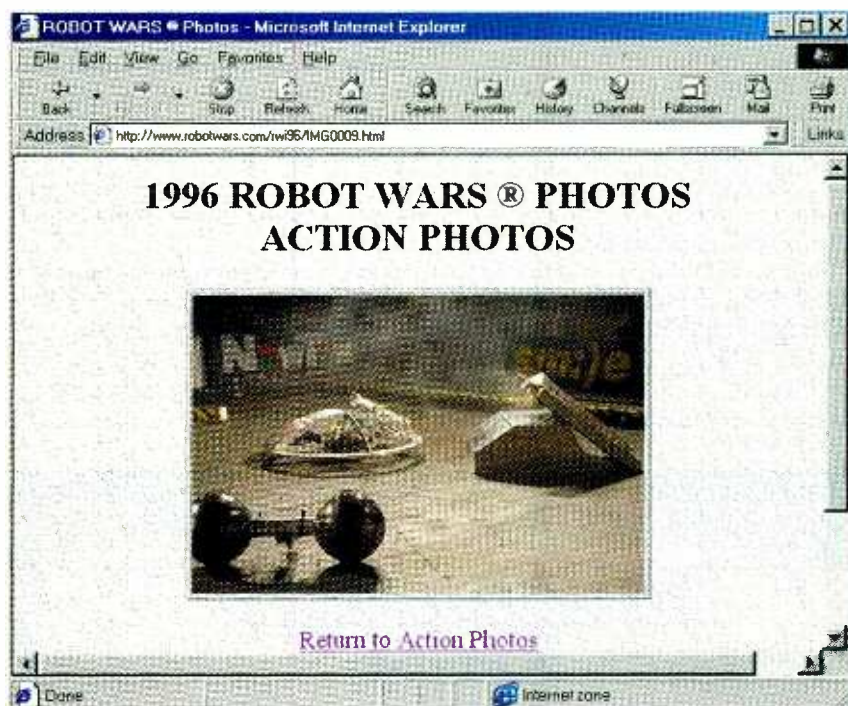 ROBOT WARS ® Photos - Microsoft Internet Explorer
File Edit View Go Favorites Help
Back Stop Refresh Home Search Favorites History Channels Fullscreen Mail Print
Address http://www.robotwars.com/rwi96/IMG0009.html Links
1996 ROBOT WARS ® PHOTOS
ACTION PHOTOS
smile
Return to Action Photos
Done Internet zone